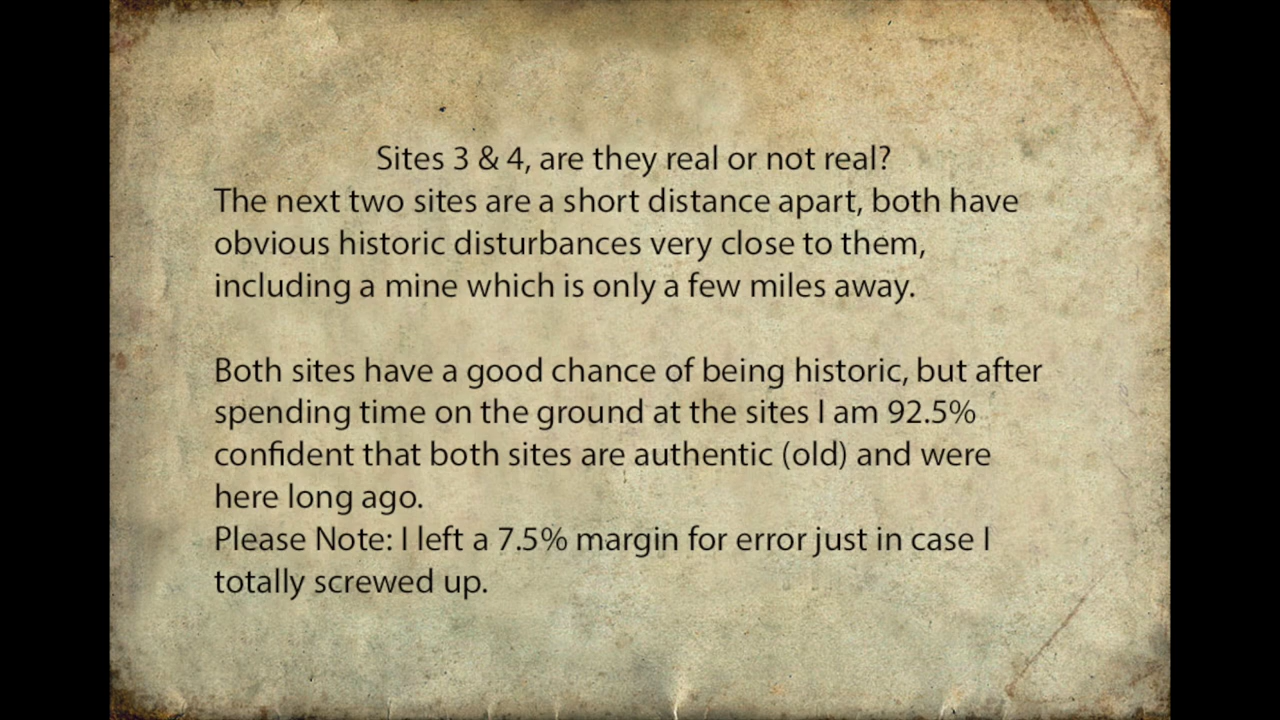 Sites 3 & 4, are they real or not real?
The next two sites are a short distance apart, both have
obvious historic disturbances very close to them,
including a mine which is only a few miles away.
Both sites have a good chance of being historic, but after
spending time on the ground at the sites I am 92.5%
confident that both sites are authentic (old) and were
here long ago.
Please Note: I left a 7.5% margin for error just in case I
totally screwed up.